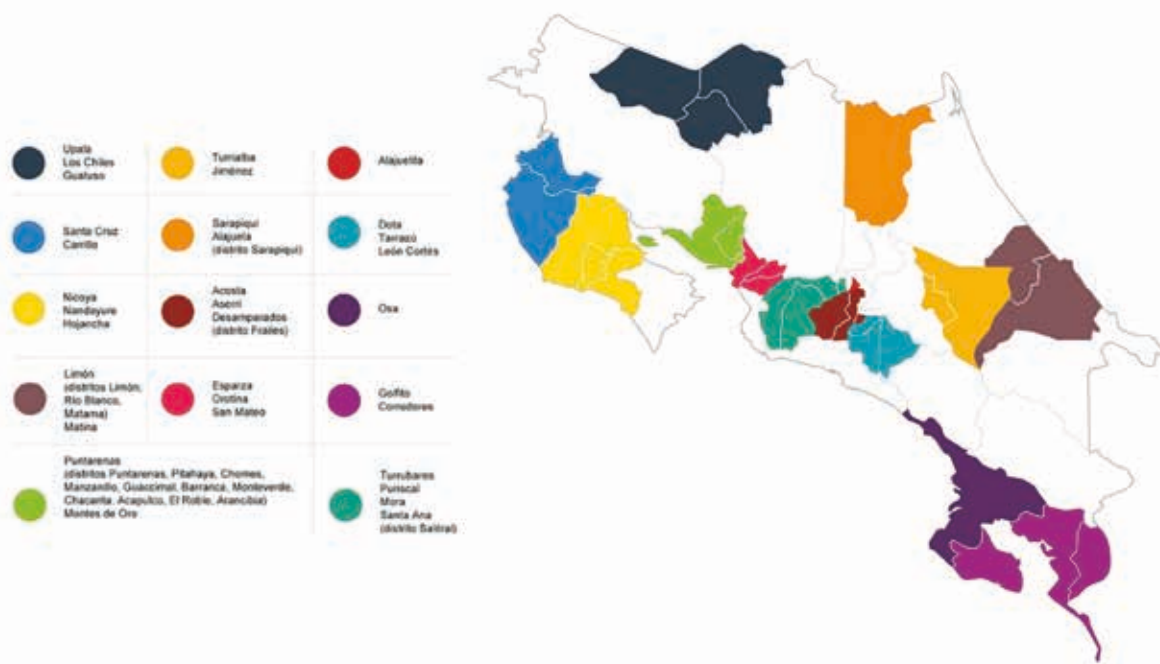 Upala
Los Chiles
Guatuso
Turrialba
Jiménez
Alajuelita
Santa Cruz
Carrillo
Sarapiquí
Alajuela
(distrito Sarapiquí)
Dota
Tarrazú
León Cortés
Nicoya
Nandayure
Hojancha
Acosta
Aserrí
Desamparados
(distrito Frailes)
Osa
Limón
(distritos Limón,
Río Blanco,
Matama)
Matina
Esparza
Orotina
San Mateo
Golfito
Corredores
Puntarenas
(distritos Puntarenas, Pitahaya, Chomes,
Manzanillo, Guacimal, Barranca, Monteverde,
Chacarita, Acapulco, El Roble, Arancibia)
Montes de Oro
Turrubares
Puriscal
Mora
Santa Ana
(distrito Salitral)